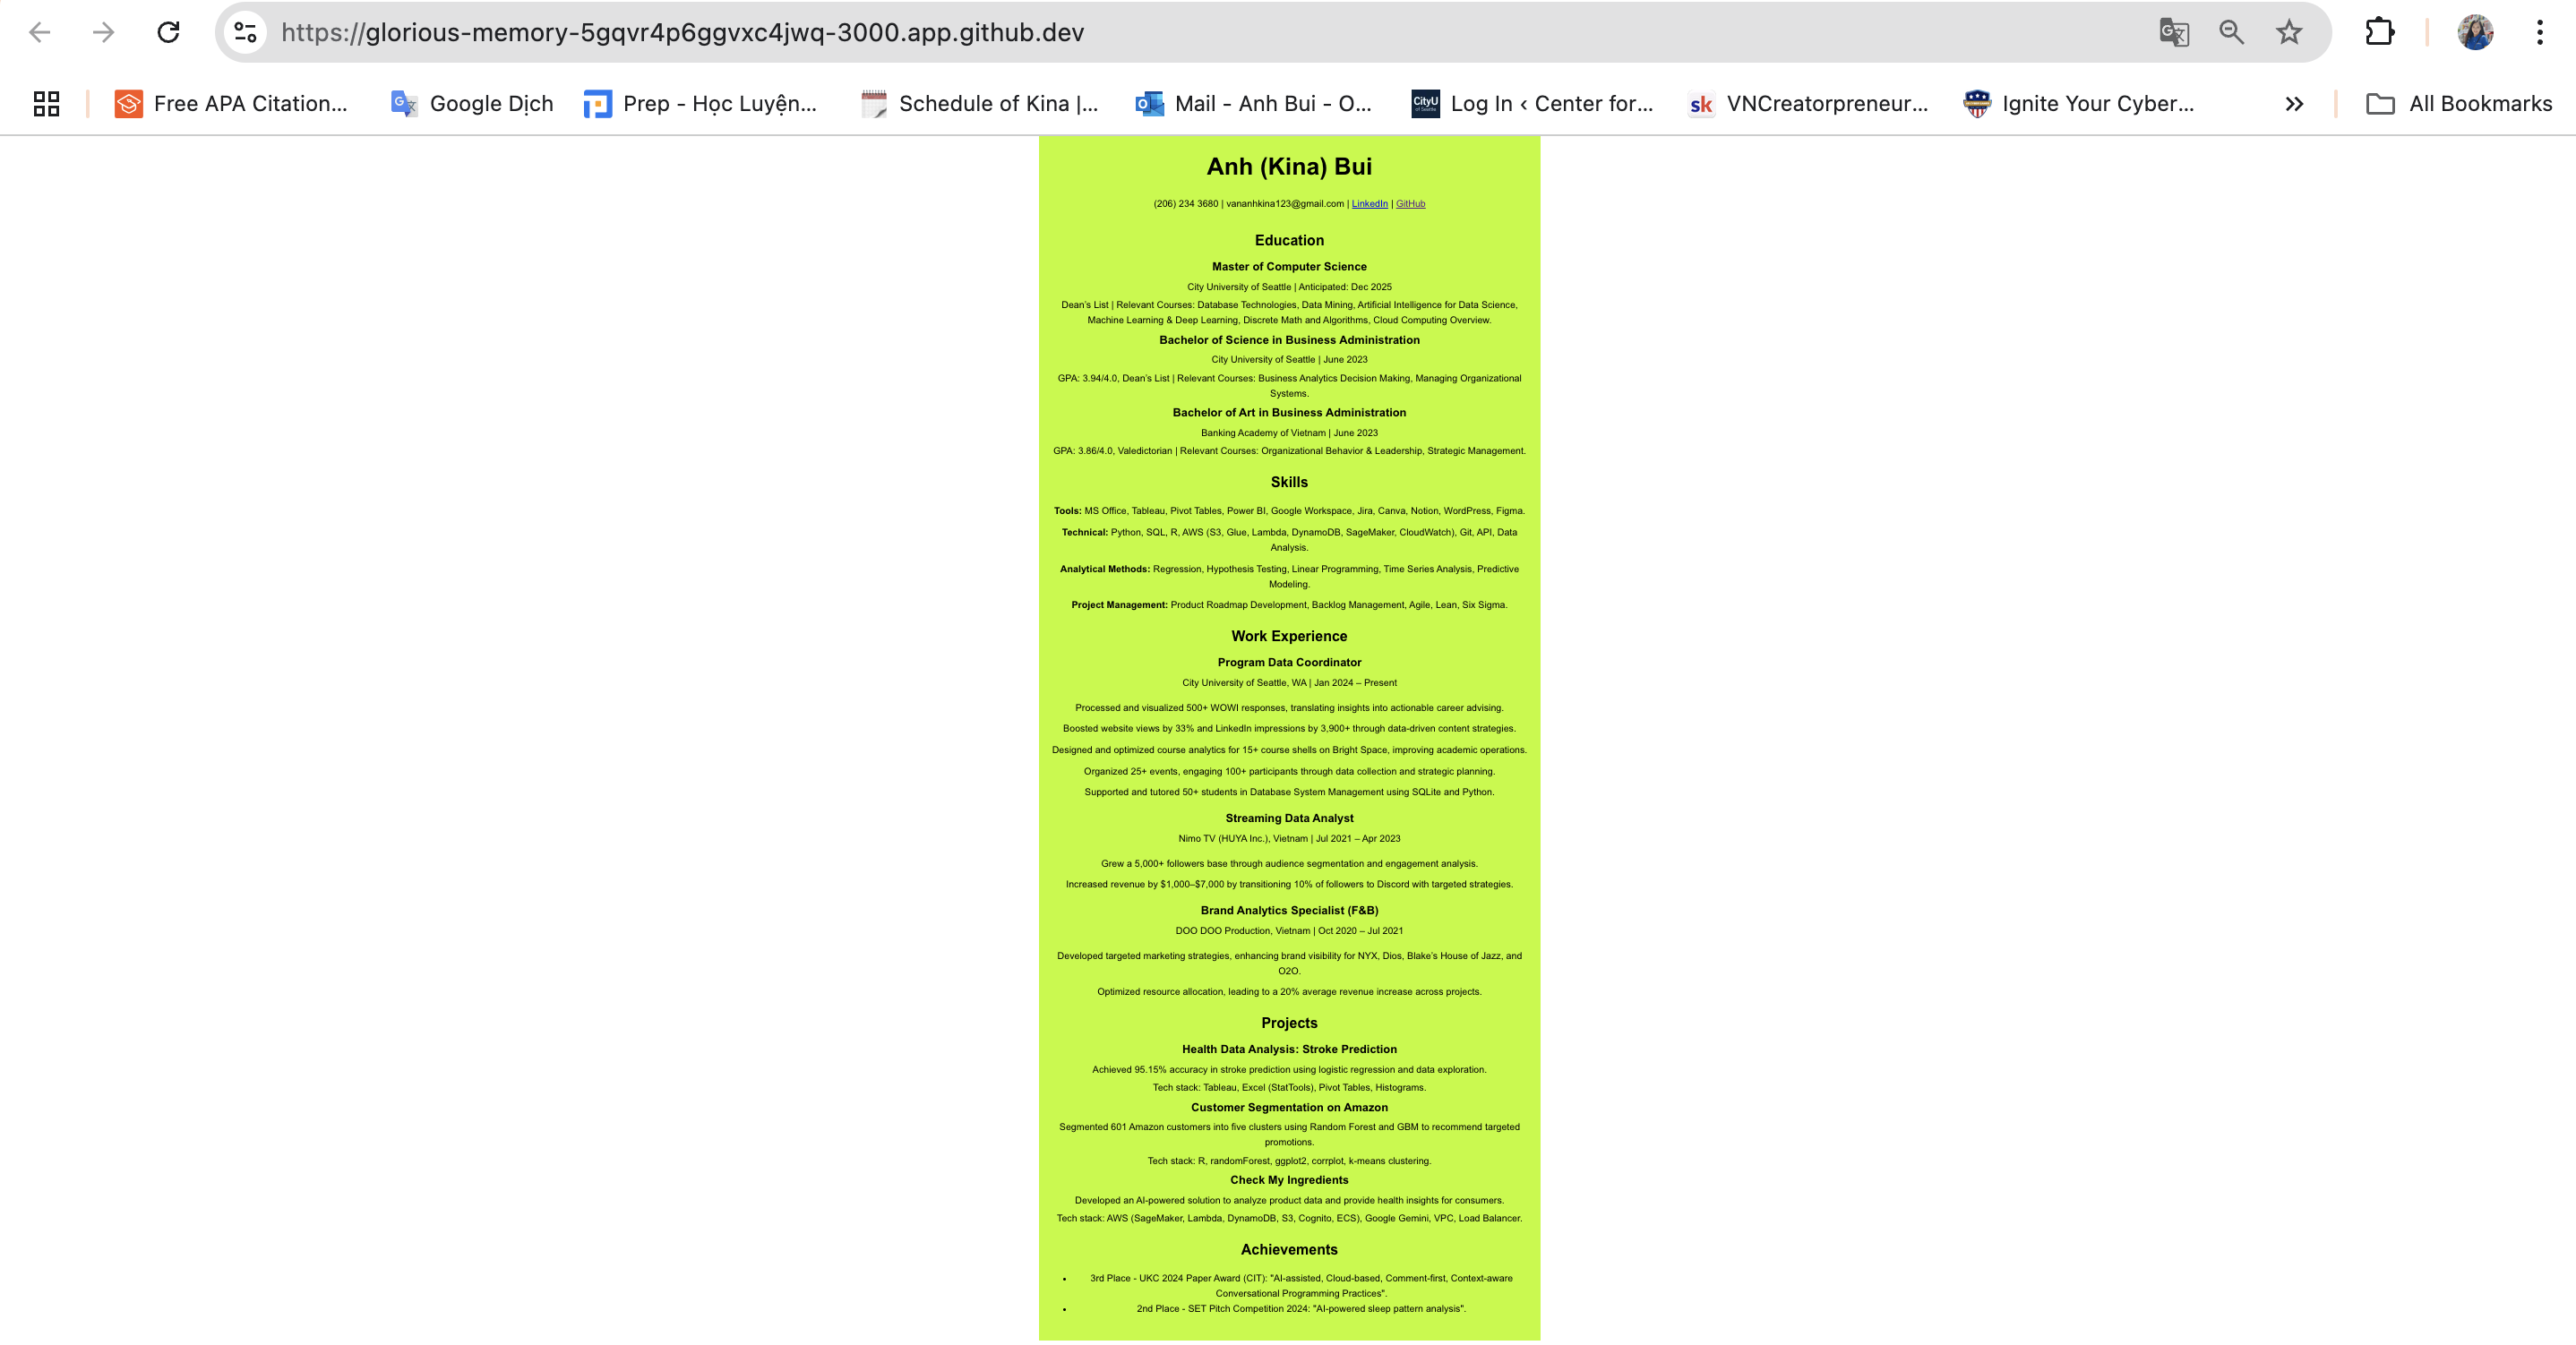 https://glorious-memory-5gqvr4p6ggvxc4jwq-3000.app.github.dev
Free APA Citation...
Google Dịch
Prep - Học Luyện...
Schedule of Kina |...
Mail - Anh Bui - O...
CityU
Log In ‹ Center for...
sk
VNCreatorpreneur...
Ignite Your Cyber...
All Bookmarks
Anh (Kina) Bui
(206) 234 3680 | vananhkina123@gmail.com | LinkedIn | GitHub
Education
Master of Computer Science
City University of Seattle | Anticipated: Dec 2025
Dean's List | Relevant Courses: Database Technologies, Data Mining, Artificial Intelligence for Data Science,
Machine Learning & Deep Learning, Discrete Math and Algorithms, Cloud Computing Overview.
Bachelor of Science in Business Administration
City University of Seattle | June 2023
GPA: 3.94/4.0, Dean's List | Relevant Courses: Business Analytics Decision Making, Managing Organizational
Systems.
Bachelor of Art in Business Administration
Banking Academy of Vietnam | June 2023
GPA: 3.86/4.0, Valedictorian | Relevant Courses: Organizational Behavior & Leadership, Strategic Management.
Skills
Tools: MS Office, Tableau, Pivot Tables, Power BI, Google Workspace, Jira, Canva, Notion, WordPress, Figma.
Technical: Python, SQL, R, AWS (S3, Glue, Lambda, DynamoDB, SageMaker, CloudWatch), Git, API, Data
Analysis.
Analytical Methods: Regression, Hypothesis Testing, Linear Programming, Time Series Analysis, Predictive
Modeling.
Project Management: Product Roadmap Development, Backlog Management, Agile, Lean, Six Sigma.
Work Experience
Program Data Coordinator
City University of Seattle, WA | Jan 2024 – Present
Processed and visualized 500+ WOWI responses, translating insights into actionable career advising.
Boosted website views by 33% and LinkedIn impressions by 3,900+ through data-driven content strategies.
Designed and optimized course analytics for 15+ course shells on Bright Space, improving academic operations.
Organized 25+ events, engaging 100+ participants through data collection and strategic planning.
Supported and tutored 50+ students in Database System Management using SQLite and Python.
Streaming Data Analyst
Nimo TV (HUYA Inc.), Vietnam | Jul 2021 – Apr 2023
Grew a 5,000+ followers base through audience segmentation and engagement analysis.
Increased revenue by $1,000–$7,000 by transitioning 10% of followers to Discord with targeted strategies.
Brand Analytics Specialist (F&B)
DOO DOO Production, Vietnam | Oct 2020 – Jul 2021
Developed targeted marketing strategies, enhancing brand visibility for NYX, Dios, Blake's House of Jazz, and
O2O.
Optimized resource allocation, leading to a 20% average revenue increase across projects.
Projects
Health Data Analysis: Stroke Prediction
Achieved 95.15% accuracy in stroke prediction using logistic regression and data exploration.
Tech stack: Tableau, Excel (StatTools), Pivot Tables, Histograms.
Customer Segmentation on Amazon
Segmented 601 Amazon customers into five clusters using Random Forest and GBM to recommend targeted
promotions.
Tech stack: R, randomForest, ggplot2, corrplot, k-means clustering.
Check My Ingredients
Developed an AI-powered solution to analyze product data and provide health insights for consumers.
Tech stack: AWS (SageMaker, Lambda, DynamoDB, S3, Cognito, ECS), Google Gemini, VPC, Load Balancer.
Achievements
• 3rd Place - UKC 2024 Paper Award (CIT): "AI-assisted, Cloud-based, Comment-first, Context-aware
Conversational Programming Practices".
• 2nd Place - SET Pitch Competition 2024: "AI-powered sleep pattern analysis".